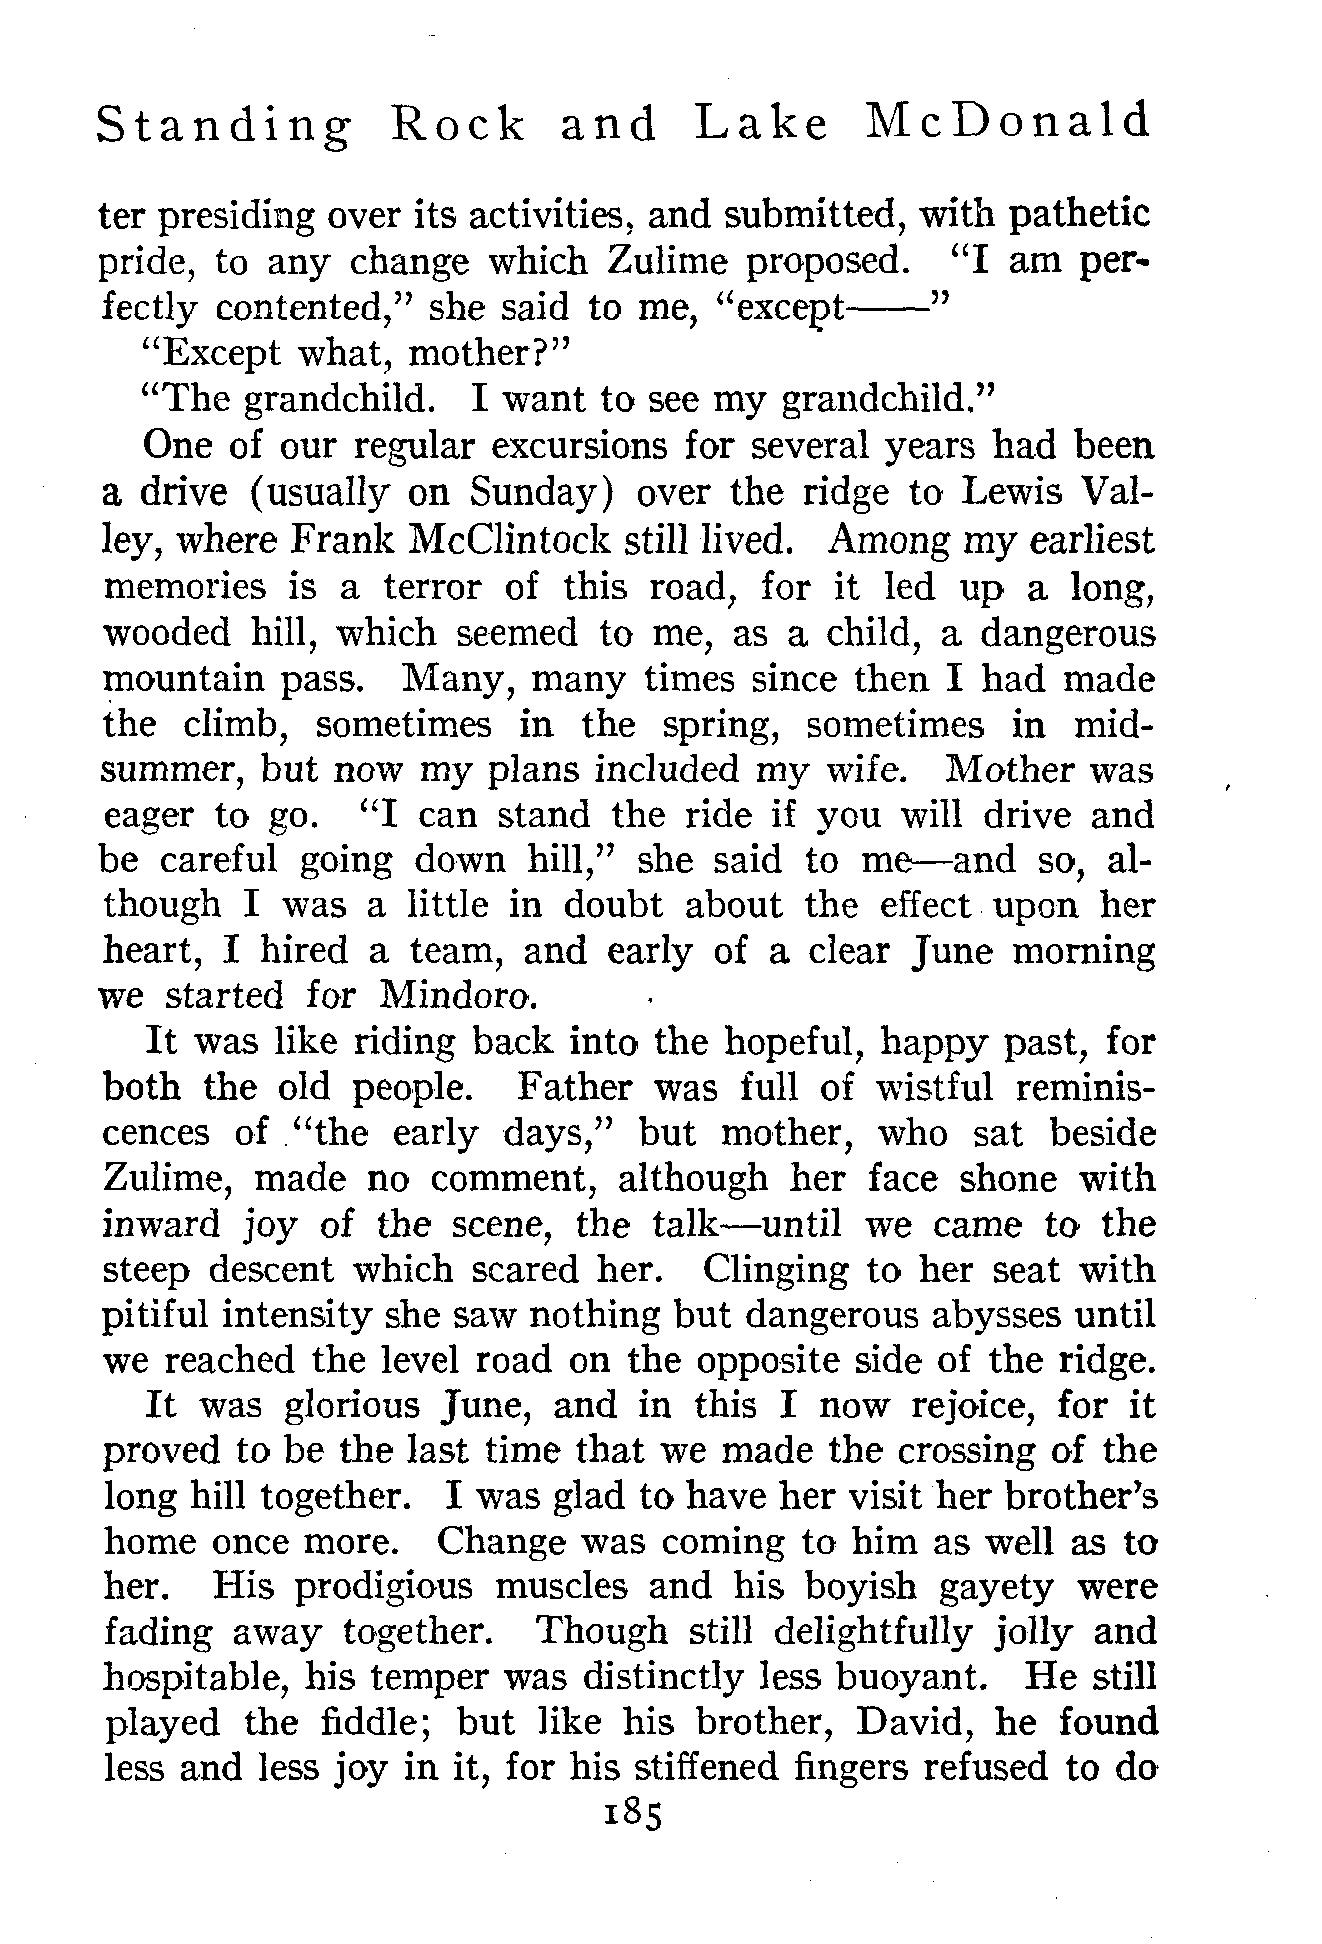 Standing Rock and Lake McDonald
ter presiding over its activities, and submitted, with pathetic
pride, to any change which Zulime proposed. “I am per-
fectly contented,” she said to me, “except——”
“Except what, mother?”
“The grandchild. I want to see my grandchild.”
One of our regular excursions for several years had been
a drive (usually on Sunday) over the ridge to Lewis Val-
ley, where Frank McClintock still lived. Among my earliest
memories is a terror of this road, for it led up a long,
wooded hill, which seemed to me, as a child, a dangerous
mountain pass. Many, many times since then I had made
the climb, sometimes in the spring, sometimes in mid-
summer, but now my plans included my wife. Mother was
eager to go. “I can stand the ride if you will drive and
be careful going down hill,” she said to me—and so, al-
though I was a little in doubt about the effect upon her
heart, I hired a team, and early of a clear June morning
we started for Mindoro.
It was like riding back into the hopeful, happy past, for
both the old people. Father was full of wistful reminis-
cences of “the early days,” but mother, who sat beside
Zulime, made no comment, although her face shone with
inward joy of the scene, the talk—until we came to the
steep descent which scared her. Clinging to her seat with
pitiful intensity she saw nothing but dangerous abysses until
we reached the level road on the opposite side of the ridge.
It was glorious June, and in this I now rejoice, for it
proved to be the last time that we made the crossing of the
long hill together. I was glad to have her visit her brother’s
home once more. Change was coming to him as well as to
her. His prodigious muscles and his boyish gayety were
fading away together. Though still delightfully jolly and
hospitable, his temper was distinctly less buoyant. He still
played the fiddle; but like his brother, David, he found
less and less joy in it, for his stiffened fingers refused to do
185